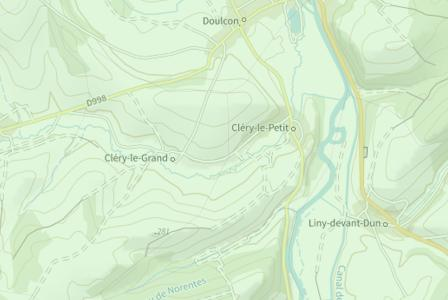 Doulcon
D998
Cléry-le-Petit
Cléry-le-Grand
Liny-devant-Dun
281
de Norentes
Canal d